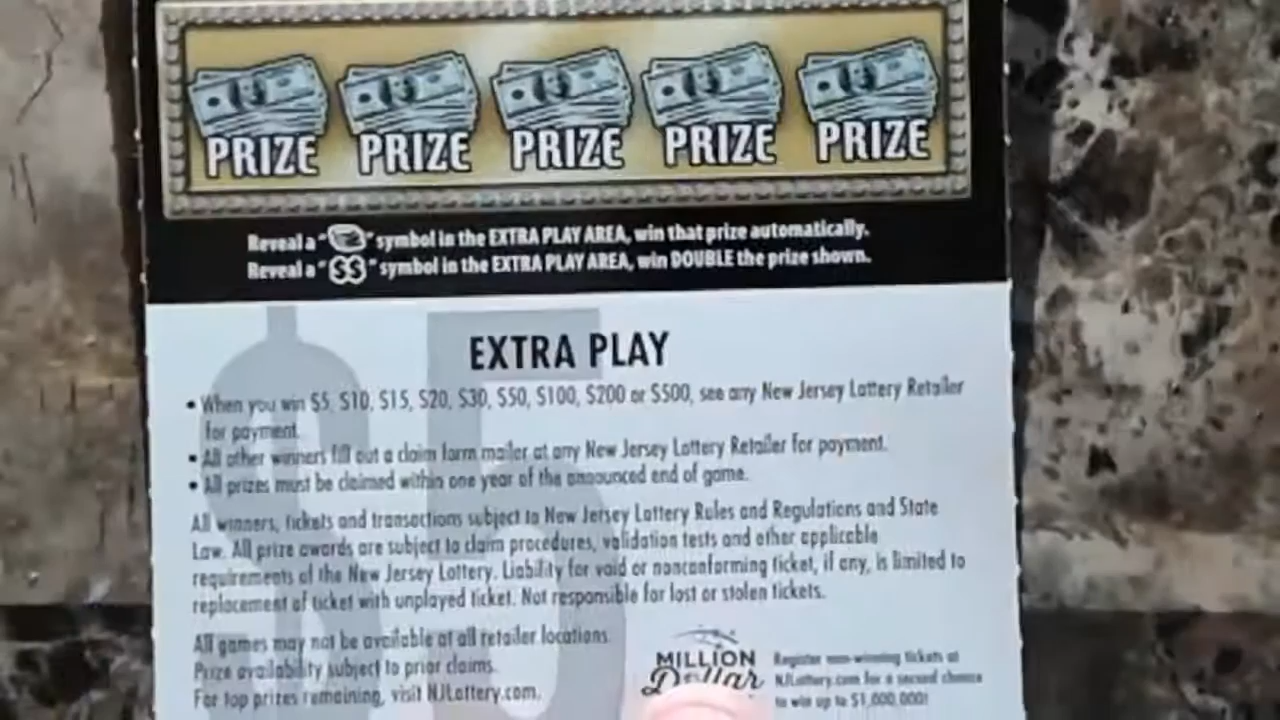 PRIZE PRIZE PRIZE PRIZE PRIZE
Reveal a " " symbol in the EXTRA PLAY AREA, win that prize automatically.
Reveal a "$$" symbol in the EXTRA PLAY AREA, win DOUBLE the prize shown.
EXTRA PLAY
• When you win $5, $10, $15, $20, $30, $50, $100, $200 or $500, see any New Jersey Lottery Retailer
for payment.
• All other winners fill out a claim form mailer at any New Jersey Lottery Retailer for payment.
• All prizes must be claimed within one year of the announced end of game.
All winners, tickets and transactions subject to New Jersey Lottery Rules and Regulations and State
Law. All prize awards are subject to claim procedures, validation tests and other applicable
requirements of the New Jersey Lottery. Liability for void or nonconforming ticket, if any, is limited to
replacement of ticket with unplayed ticket. Not responsible for lost or stolen tickets.
All games may not be available at all retailer locations.
Prize availability subject to prior claims.
For top prizes remaining, visit NJLottery.com.
$5
MILLION
Dollar
Register non-winning tickets at
NJLottery.com for a second chance
to win up to $1,000,000!